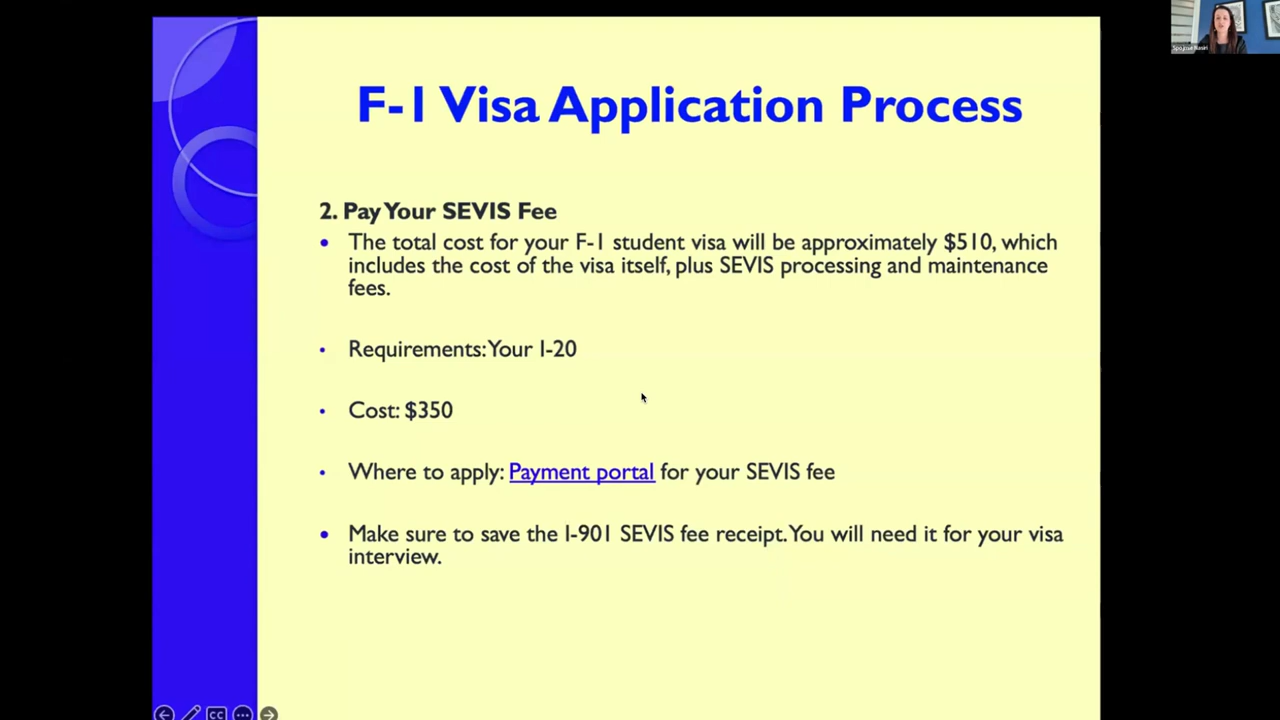 F-1 Visa Application Process
2. Pay Your SEVIS Fee
• The total cost for your F-1 student visa will be approximately $510, which
includes the cost of the visa itself, plus SEVIS processing and maintenance
fees.
• Requirements: Your I-20
• Cost: $350
• Where to apply: Payment portal for your SEVIS fee
• Make sure to save the I-901 SEVIS fee receipt. You will need it for your visa
interview.
CC